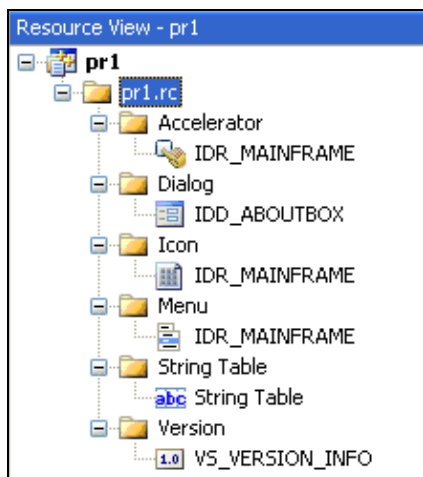 Resource View - pr1
pr1
pr1.rc
Accelerator
IDR_MAINFRAME
Dialog
IDD_ABOUTBOX
Icon
IDR_MAINFRAME
Menu
IDR_MAINFRAME
String Table
abc String Table
Version
1.0 VS_VERSION_INFO